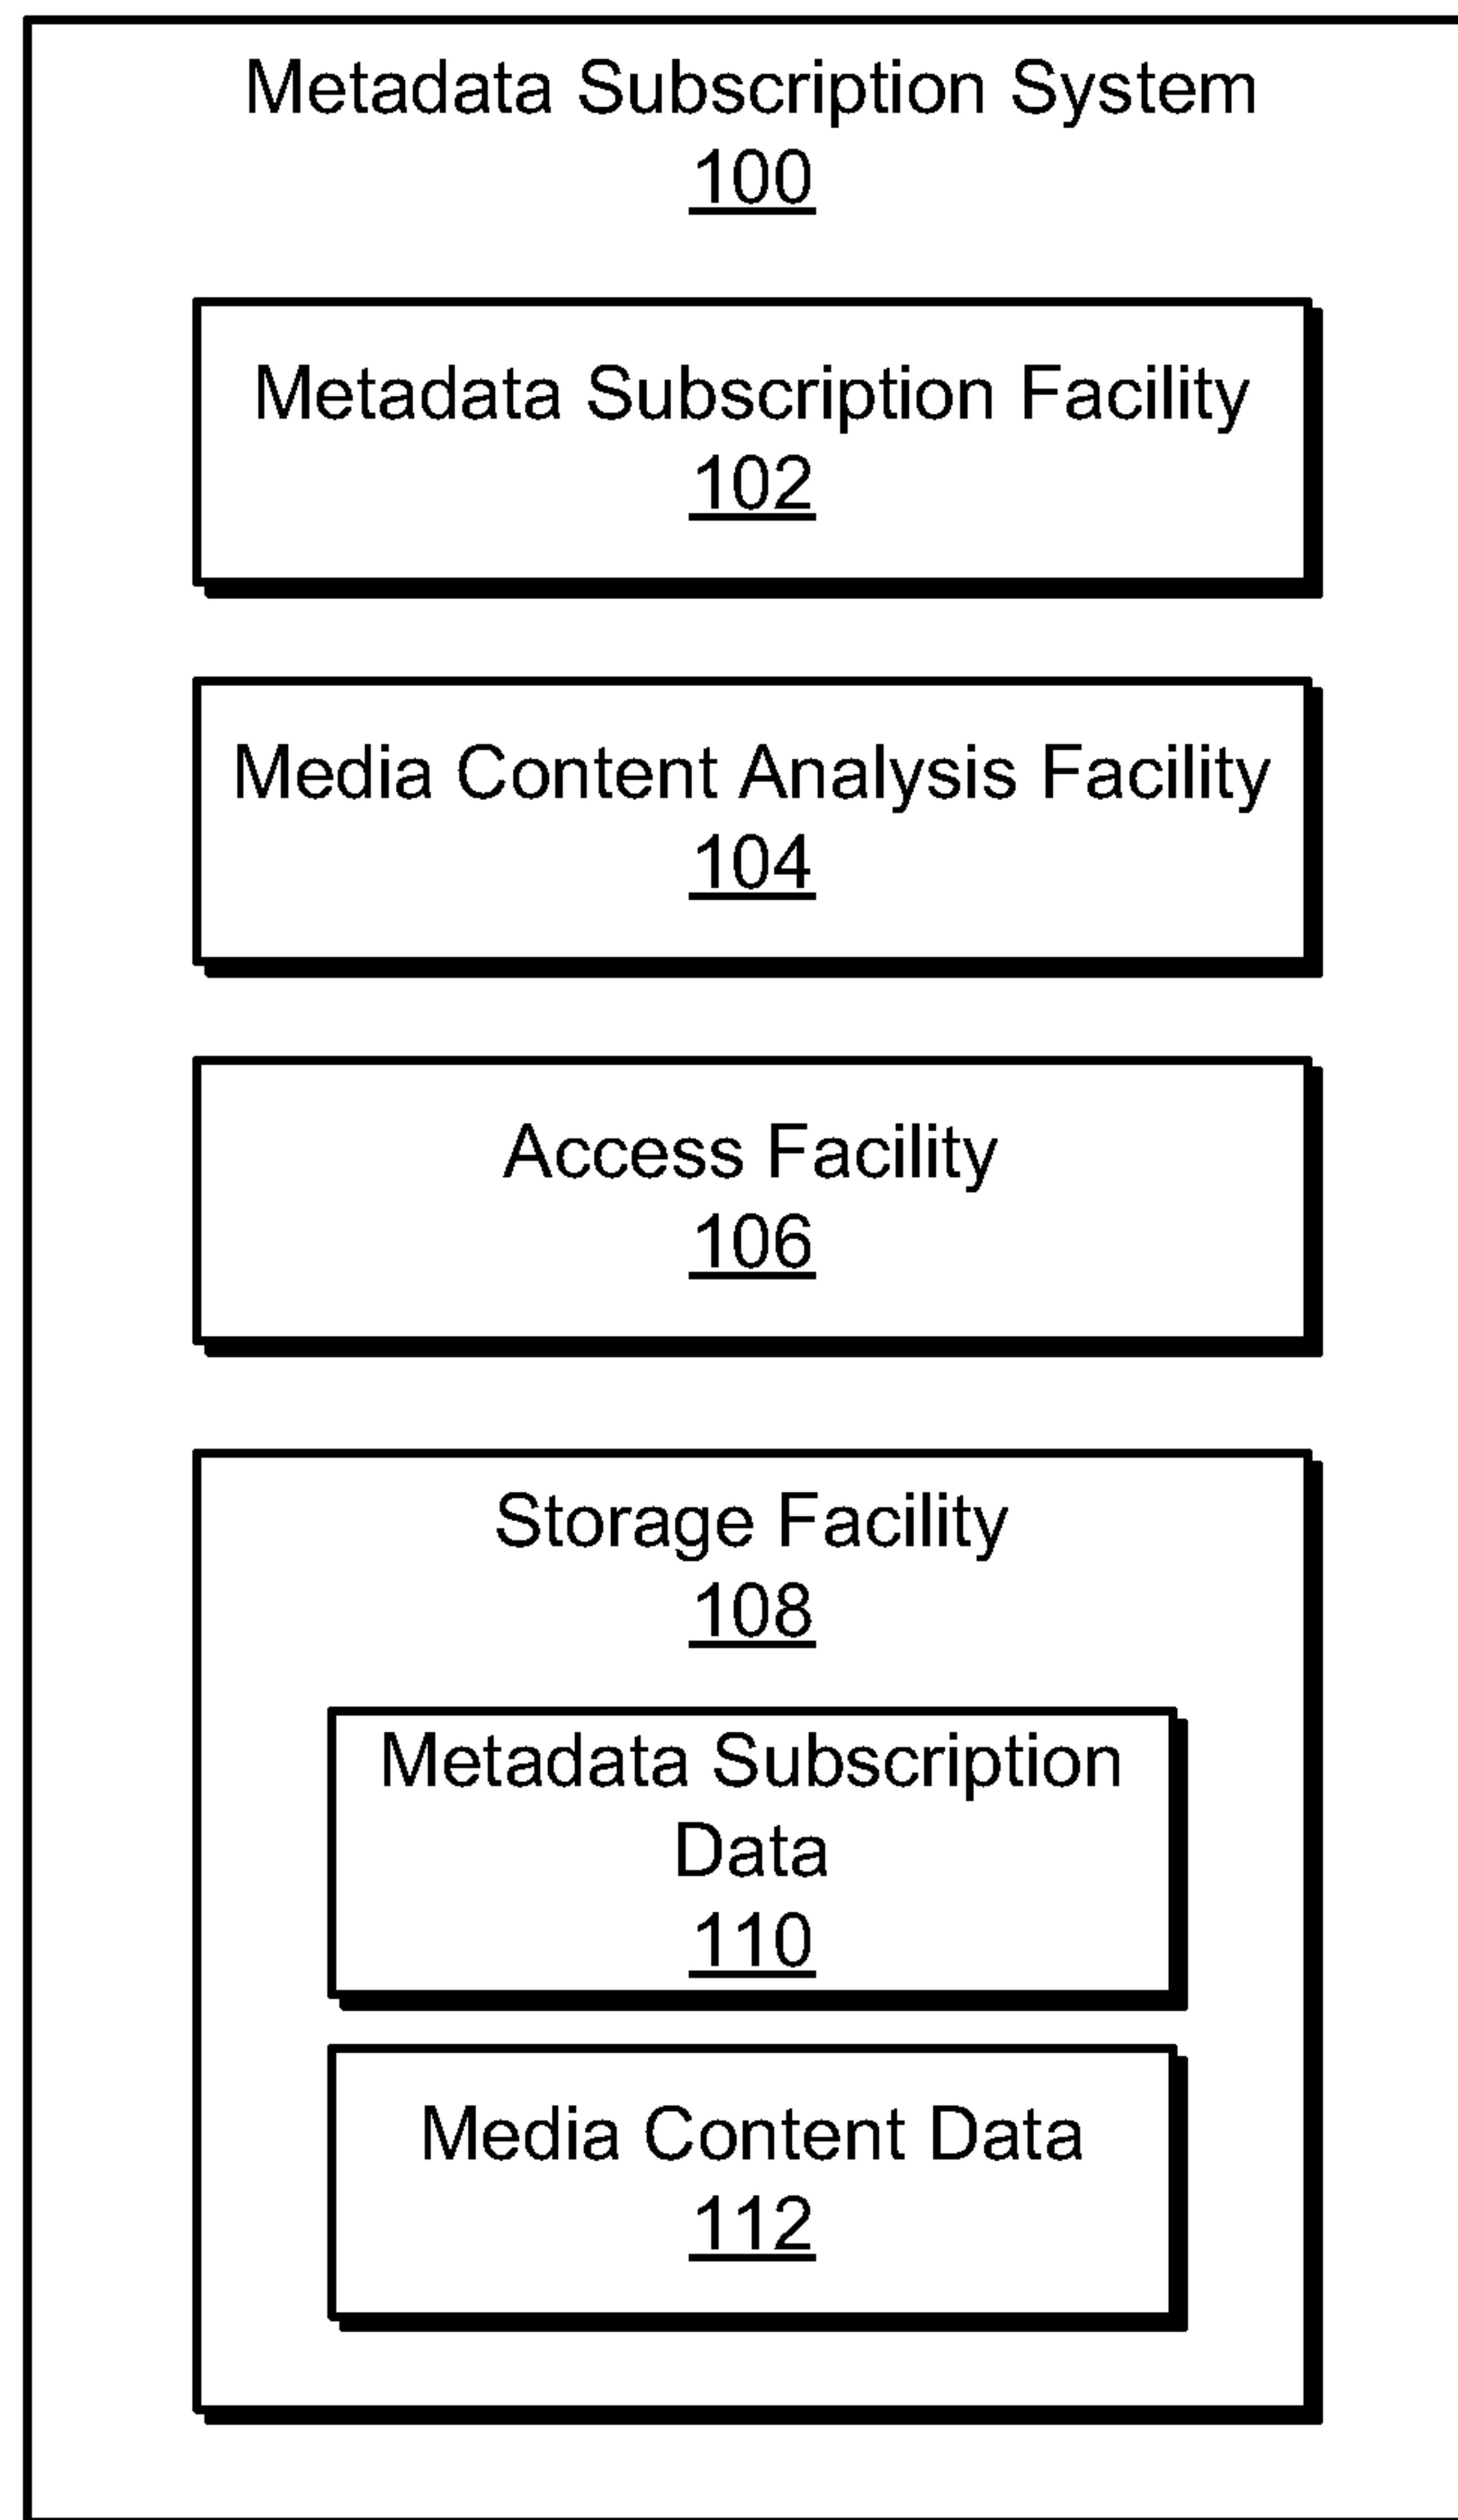 Metadata Subscription System
100
Metadata Subscription Facility
102
Media Content Analysis Facility
104
Access Facility
106
Storage Facility
108
Metadata Subscription
Data
110
Media Content Data
112